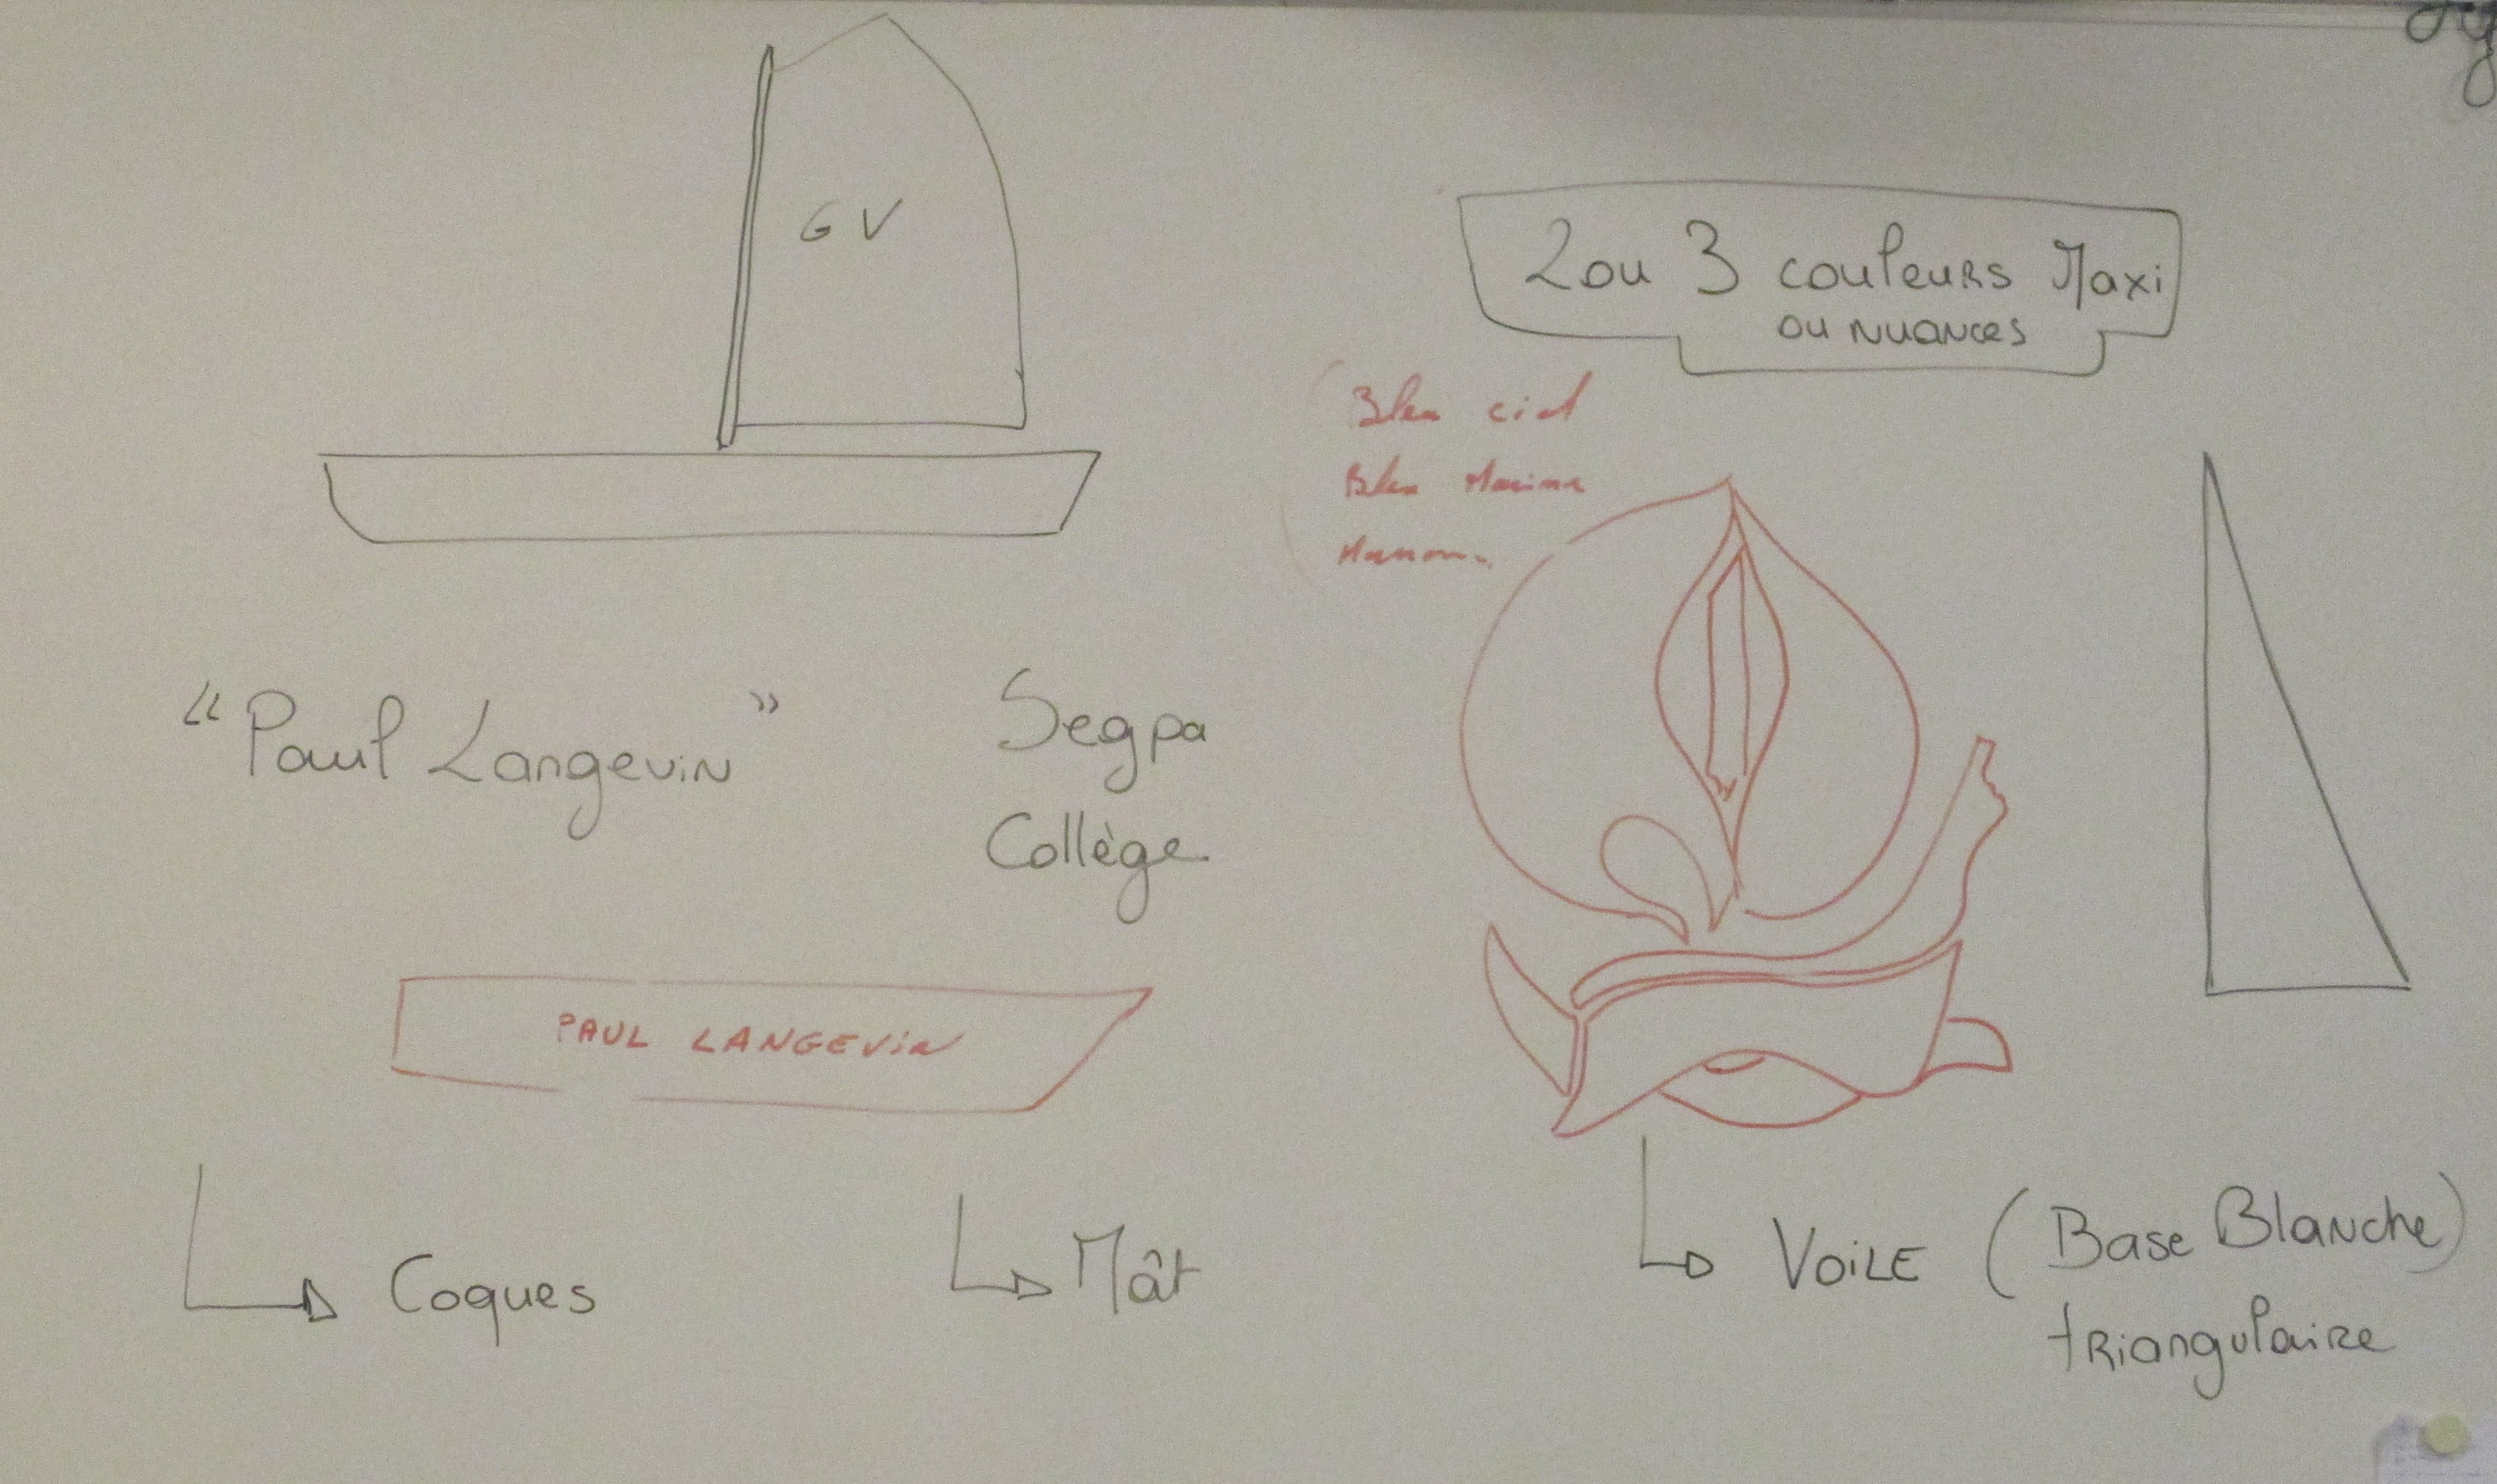 GV
2 ou 3 couleurs Maxi
ou nuances
Bleu ciel
Bleu Marine
Marron
"Paul Langevin"
Segpa
Collège
PAUL LANGEVIN
Coques
Mât
VOILE (Base Blanche)
triangulaire